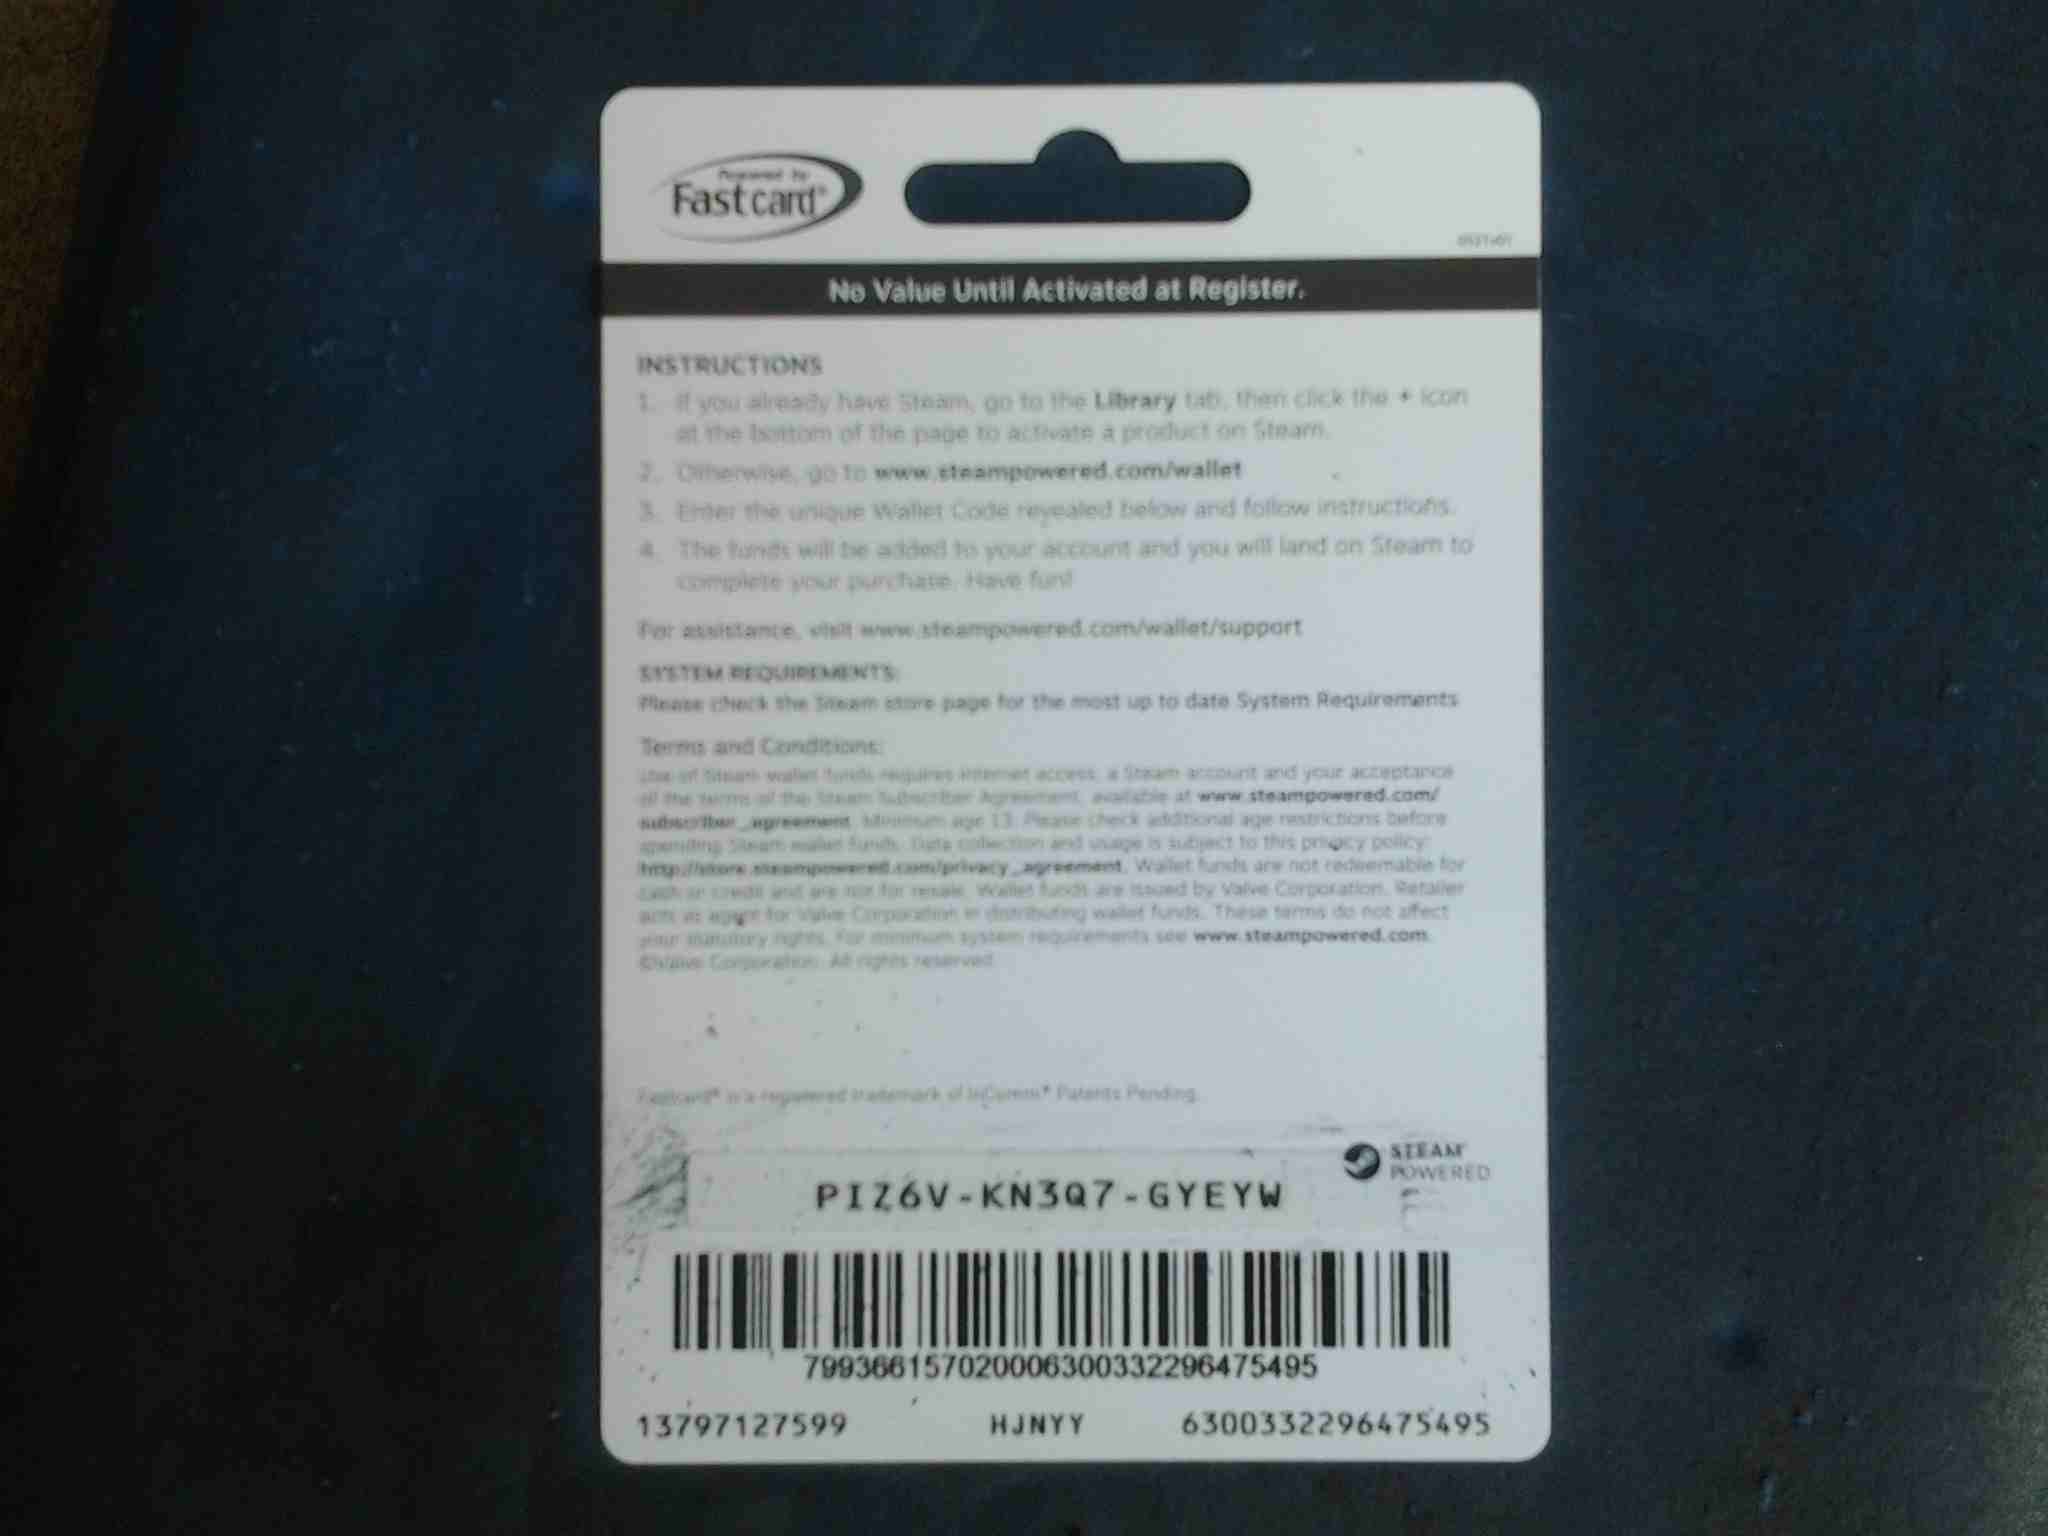 Powered by
Fastcard®
No Value Until Activated at Register.
INSTRUCTIONS
1. If you already have Steam, go to the Library tab, then click the + icon
at the bottom of the page to activate a product on Steam.
2. Otherwise, go to www.steampowered.com/wallet
3. Enter the unique Wallet Code revealed below and follow instructions.
4. The funds will be added to your account and you will land on Steam to
complete your purchase. Have fun!
For assistance, visit www.steampowered.com/wallet/support
SYSTEM REQUIREMENTS:
Please check the Steam store page for the most up to date System Requirements
Terms and Conditions:
Use of Steam wallet funds requires internet access, a Steam account and your acceptance
of the terms of the Steam Subscriber Agreement, available at www.steampowered.com/
subscriber_agreement. Minimum age 13. Please check additional age restrictions before
spending Steam wallet funds. Data collection and usage is subject to this privacy policy:
http://store.steampowered.com/privacy_agreement. Wallet funds are not redeemable for
cash or credit and are not for resale. Wallet funds are issued by Valve Corporation. Retailer
acts as agent for Valve Corporation in distributing wallet funds. These terms do not affect
your statutory rights. For minimum system requirements see www.steampowered.com.
©Valve Corporation. All rights reserved.
Fastcard® is a registered trademark of InComm® Patents Pending.
STEAM™
POWERED
PIZ6V-KN3Q7-GYEYW
799366157020006300332296475495
13797127599 HJNYY 6300332296475495